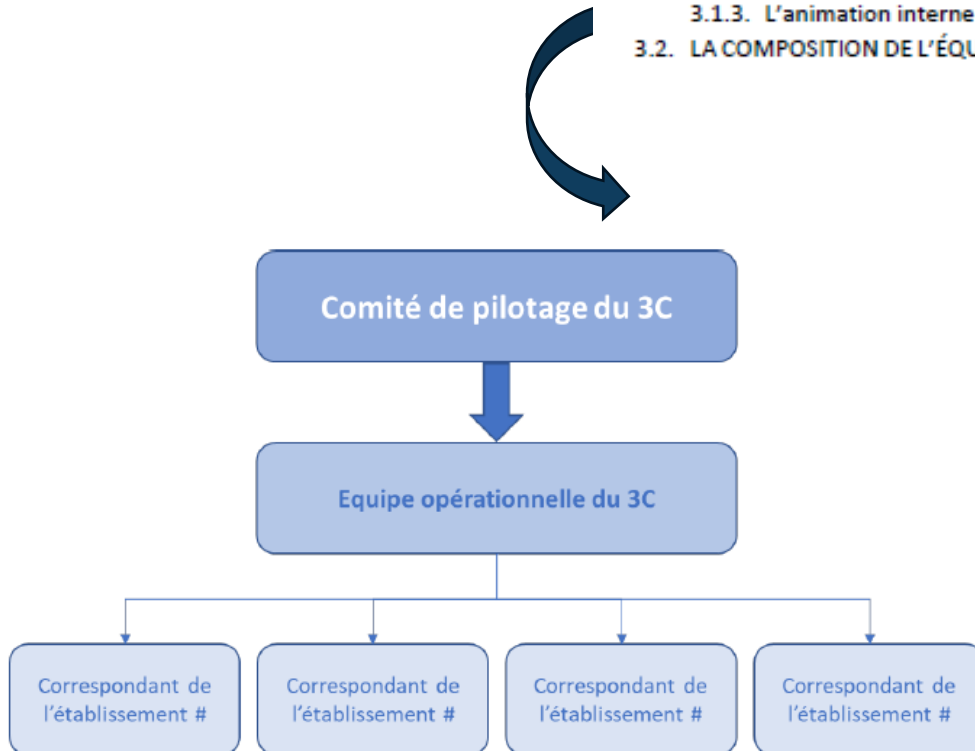 3.1.3. L'animation interne
3.2. LA COMPOSITION DE L'ÉQU
Comité de pilotage du 3C
Equipe opérationnelle du 3C
Correspondant de
l'établissement #
Correspondant de
l'établissement #
Correspondant de
l'établissement #
Correspondant de
l'établissement #